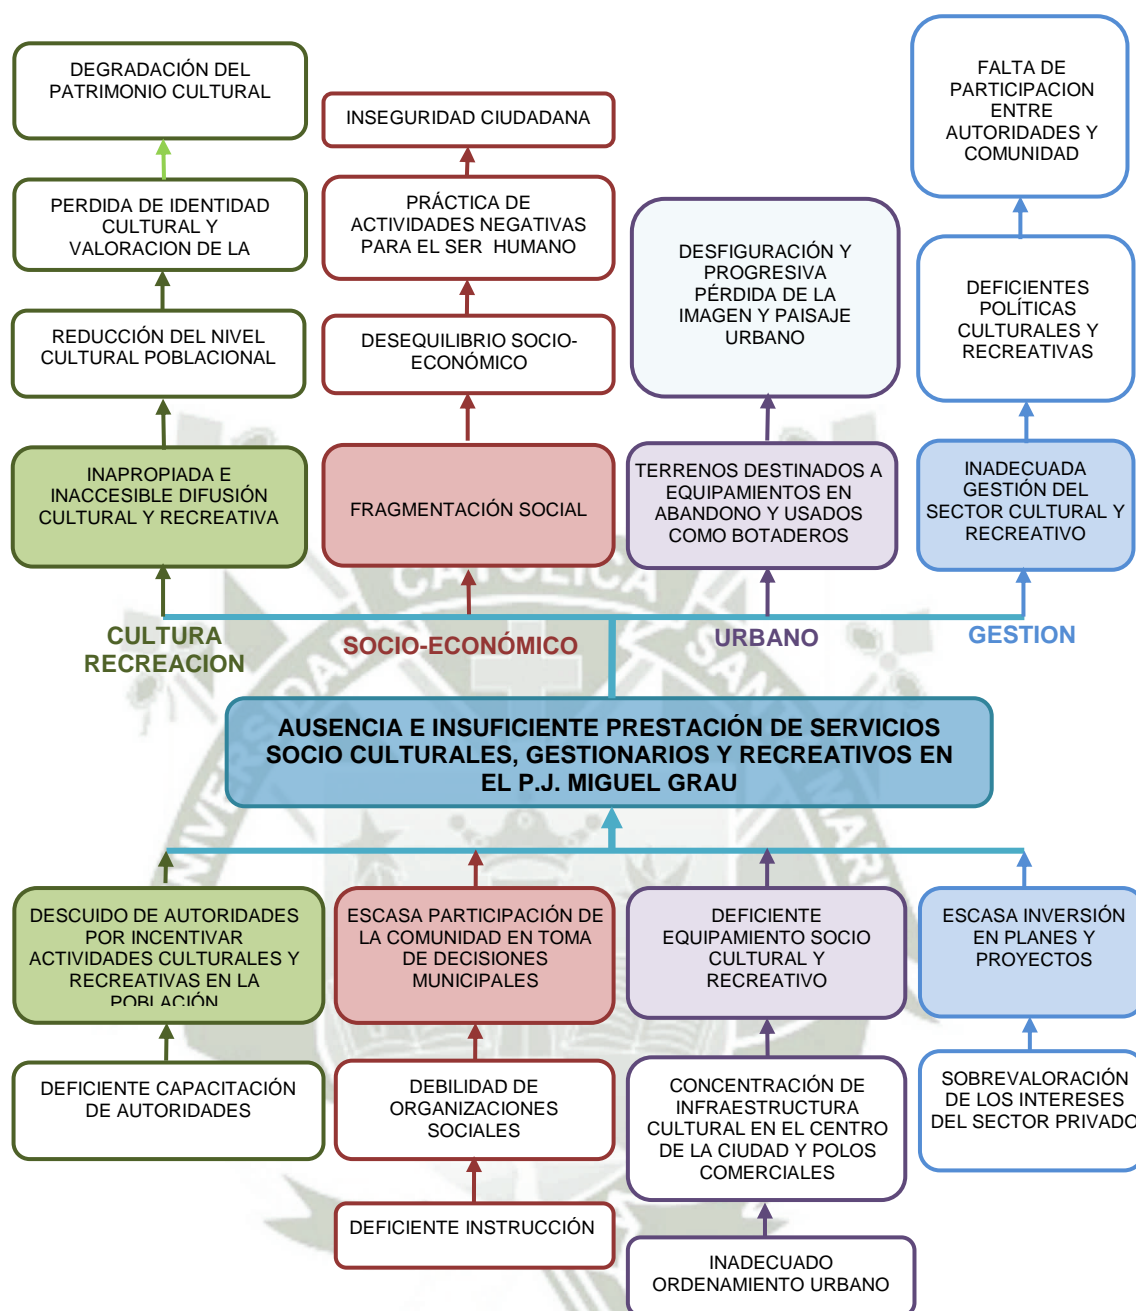 DEGRADACIÓN DEL
PATRIMONIO CULTURAL
INSEGURIDAD CIUDADANA
FALTA DE
PARTICIPACION
ENTRE
AUTORIDADES Y
COMUNIDAD
PERDIDA DE IDENTIDAD
CULTURAL Y
VALORACION DE LA
PRÁCTICA DE
ACTIVIDADES NEGATIVAS
PARA EL SER HUMANO
DESFIGURACIÓN Y
PROGRESIVA
PÉRDIDA DE LA
IMAGEN Y PAISAJE
URBANO
DEFICIENTES
POLÍTICAS
CULTURALES Y
RECREATIVAS
REDUCCIÓN DEL NIVEL
CULTURAL POBLACIONAL
DESEQUILIBRIO SOCIO-
ECONÓMICO
INAPROPIADA E
INACCESIBLE DIFUSIÓN
CULTURAL Y RECREATIVA
FRAGMENTACIÓN SOCIAL
TERRENOS DESTINADOS A
EQUIPAMIENTOS EN
ABANDONO Y USADOS
COMO BOTADEROS
INADECUADA
GESTIÓN DEL
SECTOR CULTURAL Y
RECREATIVO
CULTURA
RECREACION
SOCIO-ECONÓMICO
URBANO
GESTION
AUSENCIA E INSUFICIENTE PRESTACIÓN DE SERVICIOS
SOCIO CULTURALES, GESTIONARIOS Y RECREATIVOS EN
EL P.J. MIGUEL GRAU
DESCUIDO DE AUTORIDADES
POR INCENTIVAR
ACTIVIDADES CULTURALES Y
RECREATIVAS EN LA
POBLACIÓN
ESCASA PARTICIPACIÓN DE
LA COMUNIDAD EN TOMA
DE DECISIONES
MUNICIPALES
DEFICIENTE
EQUIPAMIENTO SOCIO
CULTURAL Y
RECREATIVO
ESCASA INVERSIÓN
EN PLANES Y
PROYECTOS
DEFICIENTE CAPACITACIÓN
DE AUTORIDADES
DEBILIDAD DE
ORGANIZACIONES
SOCIALES
CONCENTRACIÓN DE
INFRAESTRUCTURA
CULTURAL EN EL CENTRO
DE LA CIUDAD Y POLOS
COMERCIALES
SOBREVALORACIÓN
DE LOS INTERESES
DEL SECTOR PRIVADO
DEFICIENTE INSTRUCCIÓN
INADECUADO
ORDENAMIENTO URBANO